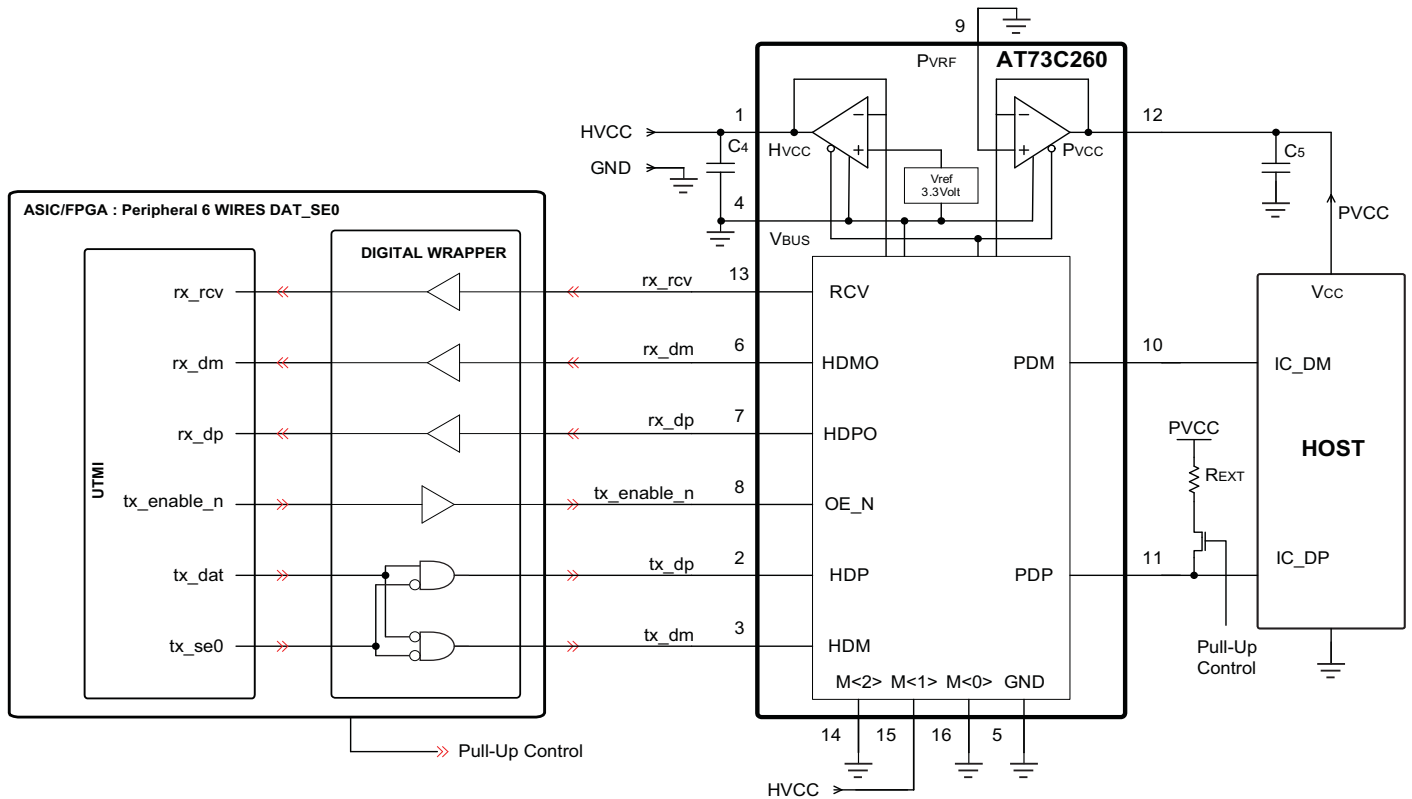 9
PVRF
AT73C260
1
12
HVCC
C4
HVCC
PVCC
C5
GND
Vref
3.3Volt
4
VBUS
PVCC
ASIC/FPGA : Peripheral 6 WIRES DAT_SE0
DIGITAL WRAPPER
UTMI
rx_rcv
rx_rcv
13
RCV
VCC
rx_dm
rx_dm
6
HDMO
PDM
10
IC_DM
rx_dp
rx_dp
7
HDPO
PVCC
REXT
HOST
tx_enable_n
tx_enable_n
8
OE_N
tx_dat
tx_dp
2
HDP
PDP
11
IC_DP
tx_se0
tx_dm
3
HDM
Pull-Up
Control
M<2>
M<1>
M<0>
GND
14
15
16
5
Pull-Up Control
HVCC